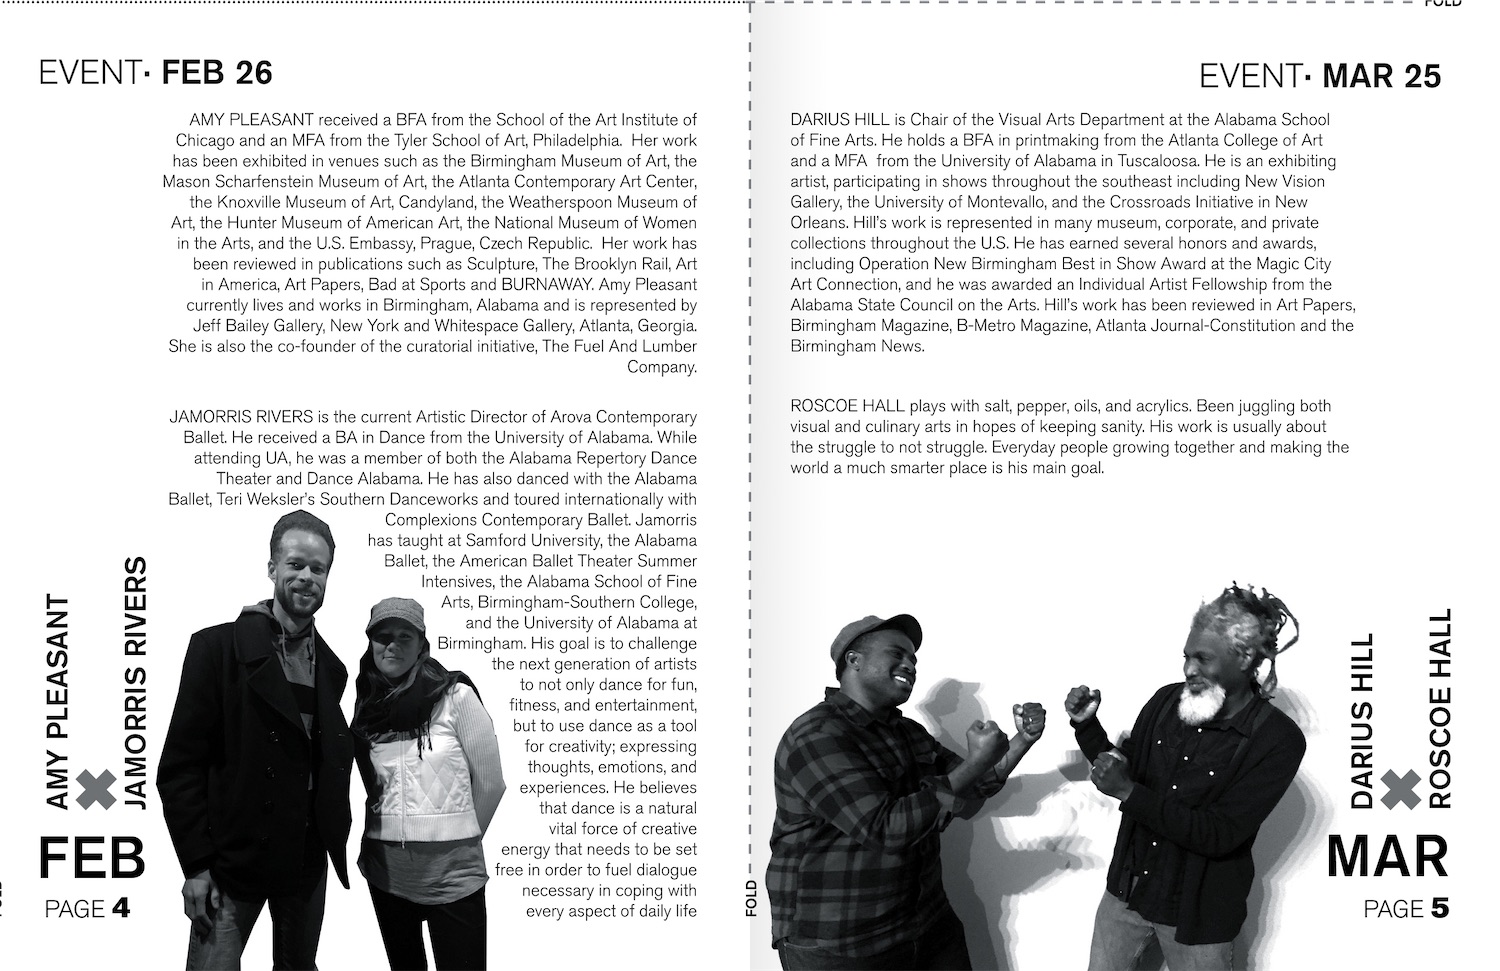 FOLD
EVENT· FEB 26
AMY PLEASANT received a BFA from the School of the Art Institute of
Chicago and an MFA from the Tyler School of Art, Philadelphia.  Her work
has been exhibited in venues such as the Birmingham Museum of Art, the
Mason Scharfenstein Museum of Art, the Atlanta Contemporary Art Center,
the Knoxville Museum of Art, Candyland, the Weatherspoon Museum of
Art, the Hunter Museum of American Art, the National Museum of Women
in the Arts, and the U.S. Embassy, Prague, Czech Republic.  Her work has
been reviewed in publications such as Sculpture, The Brooklyn Rail, Art
in America, Art Papers, Bad at Sports and BURNAWAY. Amy Pleasant
currently lives and works in Birmingham, Alabama and is represented by
Jeff Bailey Gallery, New York and Whitespace Gallery, Atlanta, Georgia.
She is also the co-founder of the curatorial initiative, The Fuel And Lumber
Company.
JAMORRIS RIVERS is the current Artistic Director of Arova Contemporary
Ballet. He received a BA in Dance from the University of Alabama. While
attending UA, he was a member of both the Alabama Repertory Dance
Theater and Dance Alabama. He has also danced with the Alabama
Ballet, Teri Weksler's Southern Danceworks and toured internationally with
Complexions Contemporary Ballet. Jamorris
has taught at Samford University, the Alabama
Ballet, the American Ballet Theater Summer
Intensives, the Alabama School of Fine
Arts, Birmingham-Southern College,
and the University of Alabama at
Birmingham. His goal is to challenge
the next generation of artists
to not only dance for fun,
fitness, and entertainment,
but to use dance as a tool
for creativity; expressing
thoughts, emotions, and
experiences. He believes
that dance is a natural
vital force of creative
energy that needs to be set
free in order to fuel dialogue
necessary in coping with
every aspect of daily life
AMY PLEASANT
JAMORRIS RIVERS
FEB
PAGE 4
FOLD
FOLD
EVENT· MAR 25
DARIUS HILL is Chair of the Visual Arts Department at the Alabama School
of Fine Arts. He holds a BFA in printmaking from the Atlanta College of Art
and a MFA  from the University of Alabama in Tuscaloosa. He is an exhibiting
artist, participating in shows throughout the southeast including New Vision
Gallery, the University of Montevallo, and the Crossroads Initiative in New
Orleans. Hill's work is represented in many museum, corporate, and private
collections throughout the U.S. He has earned several honors and awards,
including Operation New Birmingham Best in Show Award at the Magic City
Art Connection, and he was awarded an Individual Artist Fellowship from the
Alabama State Council on the Arts. Hill's work has been reviewed in Art Papers,
Birmingham Magazine, B-Metro Magazine, Atlanta Journal-Constitution and the
Birmingham News.
ROSCOE HALL plays with salt, pepper, oils, and acrylics. Been juggling both
visual and culinary arts in hopes of keeping sanity. His work is usually about
the struggle to not struggle. Everyday people growing together and making the
world a much smarter place is his main goal.
DARIUS HILL
ROSCOE HALL
MAR
PAGE 5